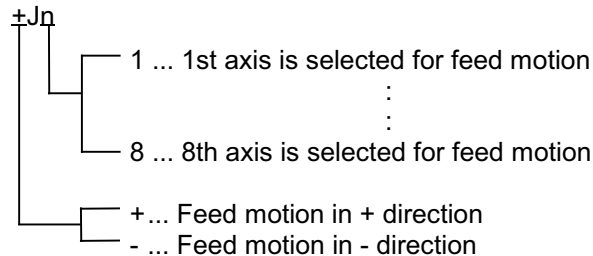 +Jn
1 ... 1st axis is selected for feed motion
:
:
8 ... 8th axis is selected for feed motion
+ ... Feed motion in + direction
- ... Feed motion in - direction